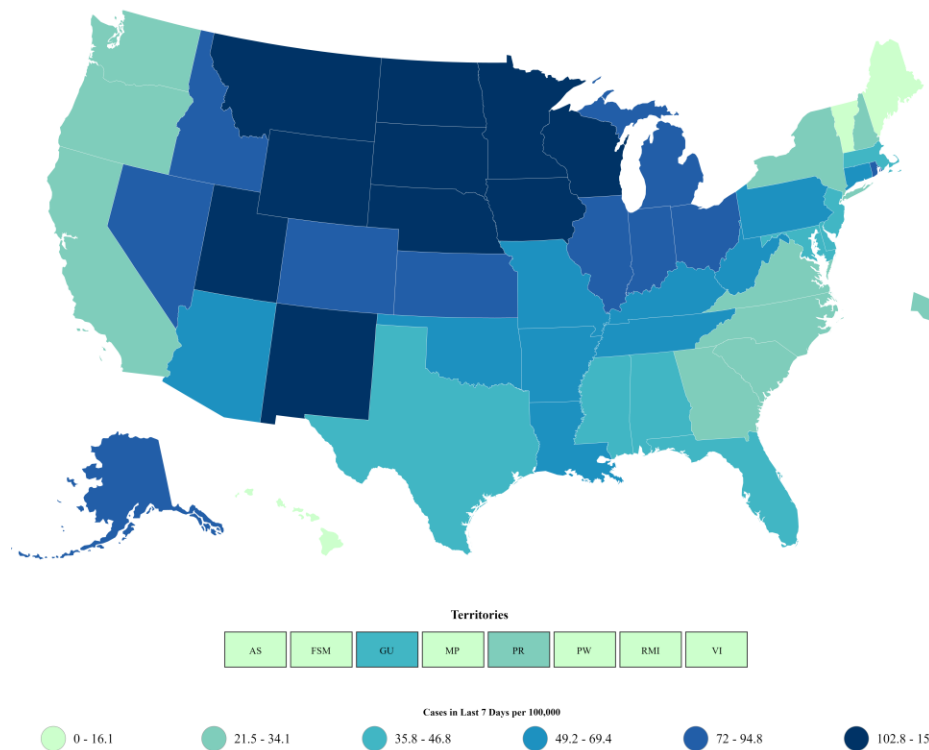 Territories
AS FSM GU MP PR PW RMI VI
Cases in Last 7 Days per 100,000
0 - 16.1 21.5 - 34.1 35.8 - 46.8 49.2 - 69.4 72 - 94.8 102.8 - 15